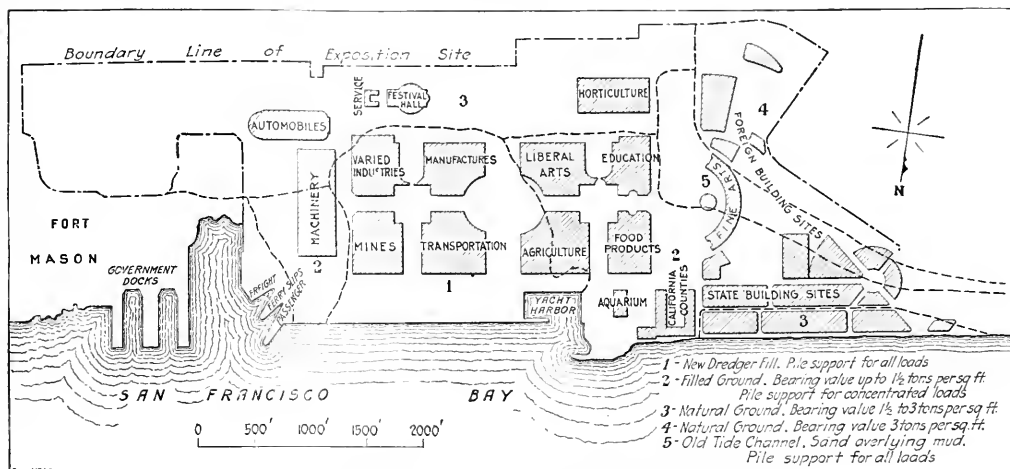 Boundary Line of Exposition Site
SERVICE
FESTIVAL
HALL
3
HORTICULTURE
4
AUTOMOBILES
FOREIGN BUILDING SITES
VARIED
INDUSTRIES
MANUFACTURES
LIBERAL
ARTS
EDUCATION
5
FINE ARTS
N
MACHINERY
FORT
MASON
MINES
TRANSPORTATION
AGRICULTURE
FOOD
PRODUCTS
2
2
GOVERNMENT
DOCKS
FREIGHT
FERRY SLIPS
PASSENGER
1
YACHT
HARBOR
AQUARIUM
CALIFORNIA
COUNTIES
STATE BUILDING SITES
3
SAN FRANCISCO BAY
0 500' 1000' 1500' 2000'
1 - New Dredger Fill. Pile support for all loads
2 - Filled Ground. Bearing value up to 1½ tons per sq. ft.
Pile support for concentrated loads
3 - Natural Ground. Bearing value 1½ to 3 tons per sq. ft.
4 - Natural Ground. Bearing value 3 tons per sq. ft.
5 - Old Tide Channel. Sand overlying mud.
Pile support for all loads